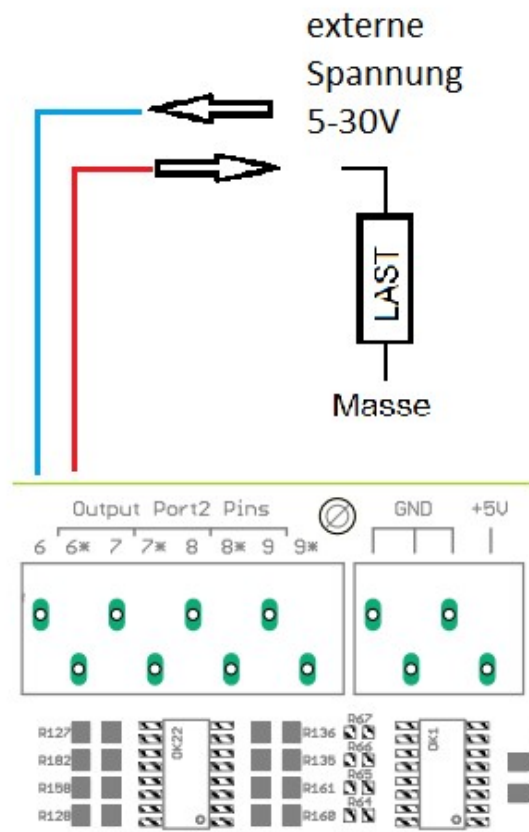 externe
Spannung
5-30V
LAST
Masse
Output Port2 Pins
GND +5V
6 6* 7 7* 8 8* 9 9*
R127
R182
R158
R128
OK22
R136
R135
R161
R160
R67
R66
R65
R64
OK1